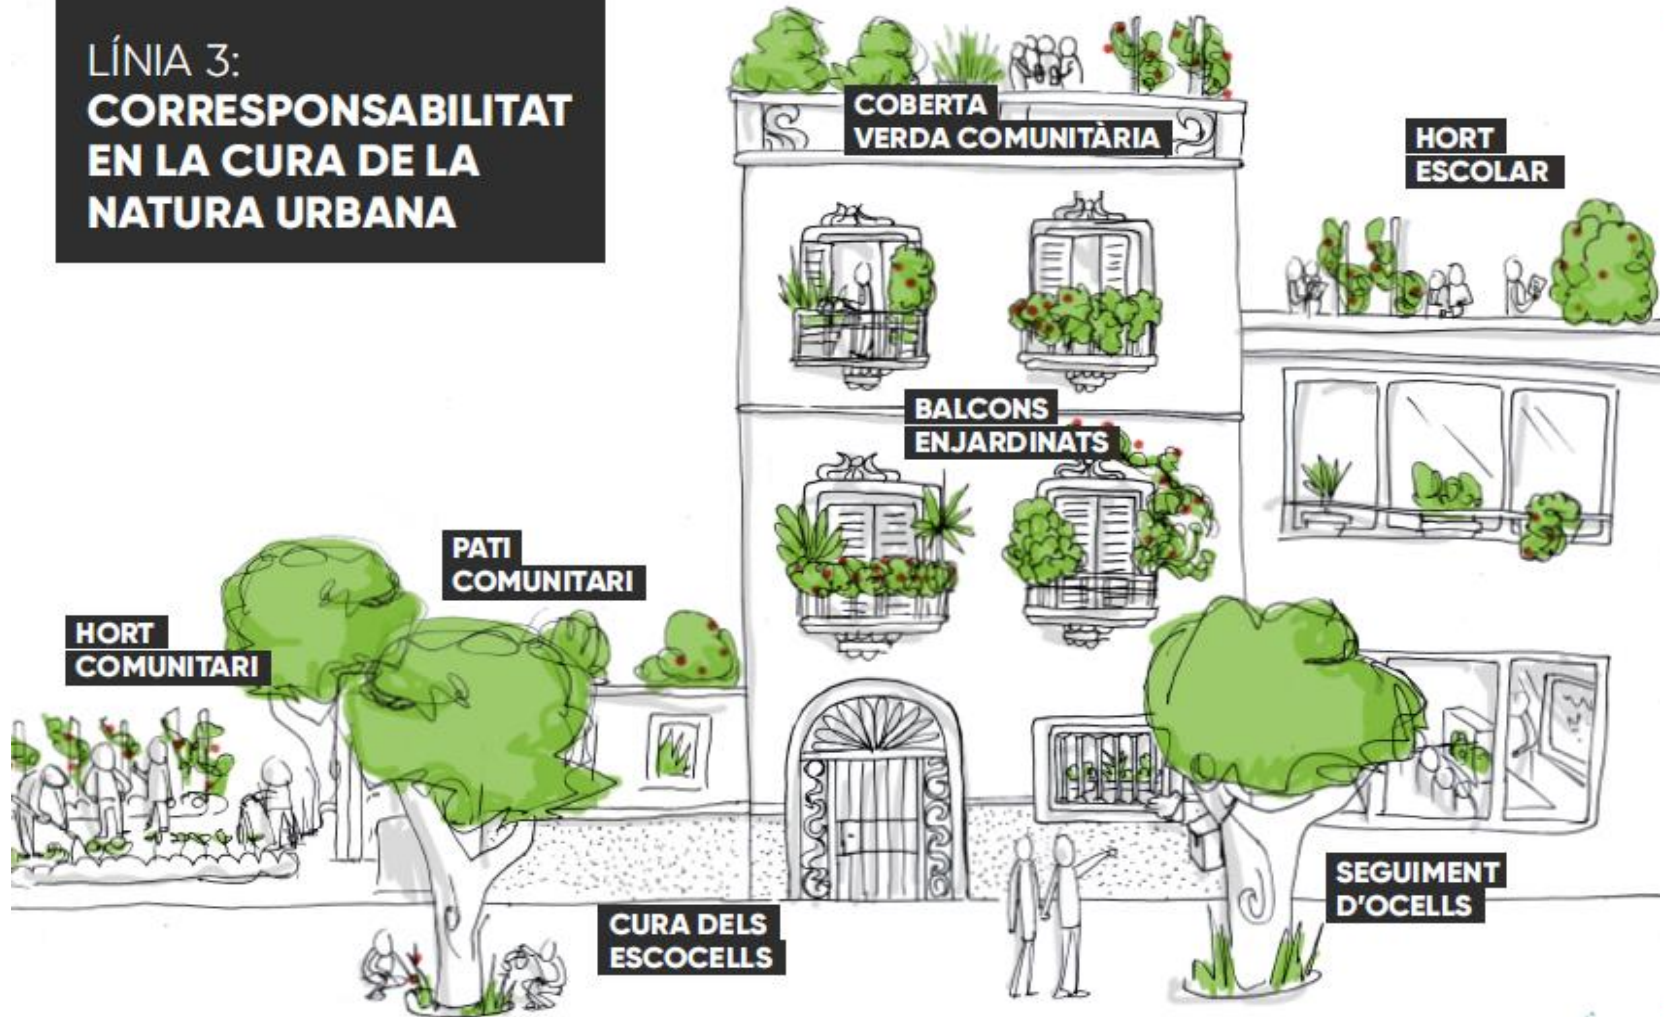 LÍNIA 3:
CORRESPONSABILITAT
EN LA CURA DE LA
NATURA URBANA
COBERTA
VERDA COMUNITÀRIA
HORT
ESCOLAR
BALCONS
ENJARDINATS
PATI
COMUNITARI
HORT
COMUNITARI
SEGUIMENT
D'OCELLS
CURA DELS
ESCOCELLS